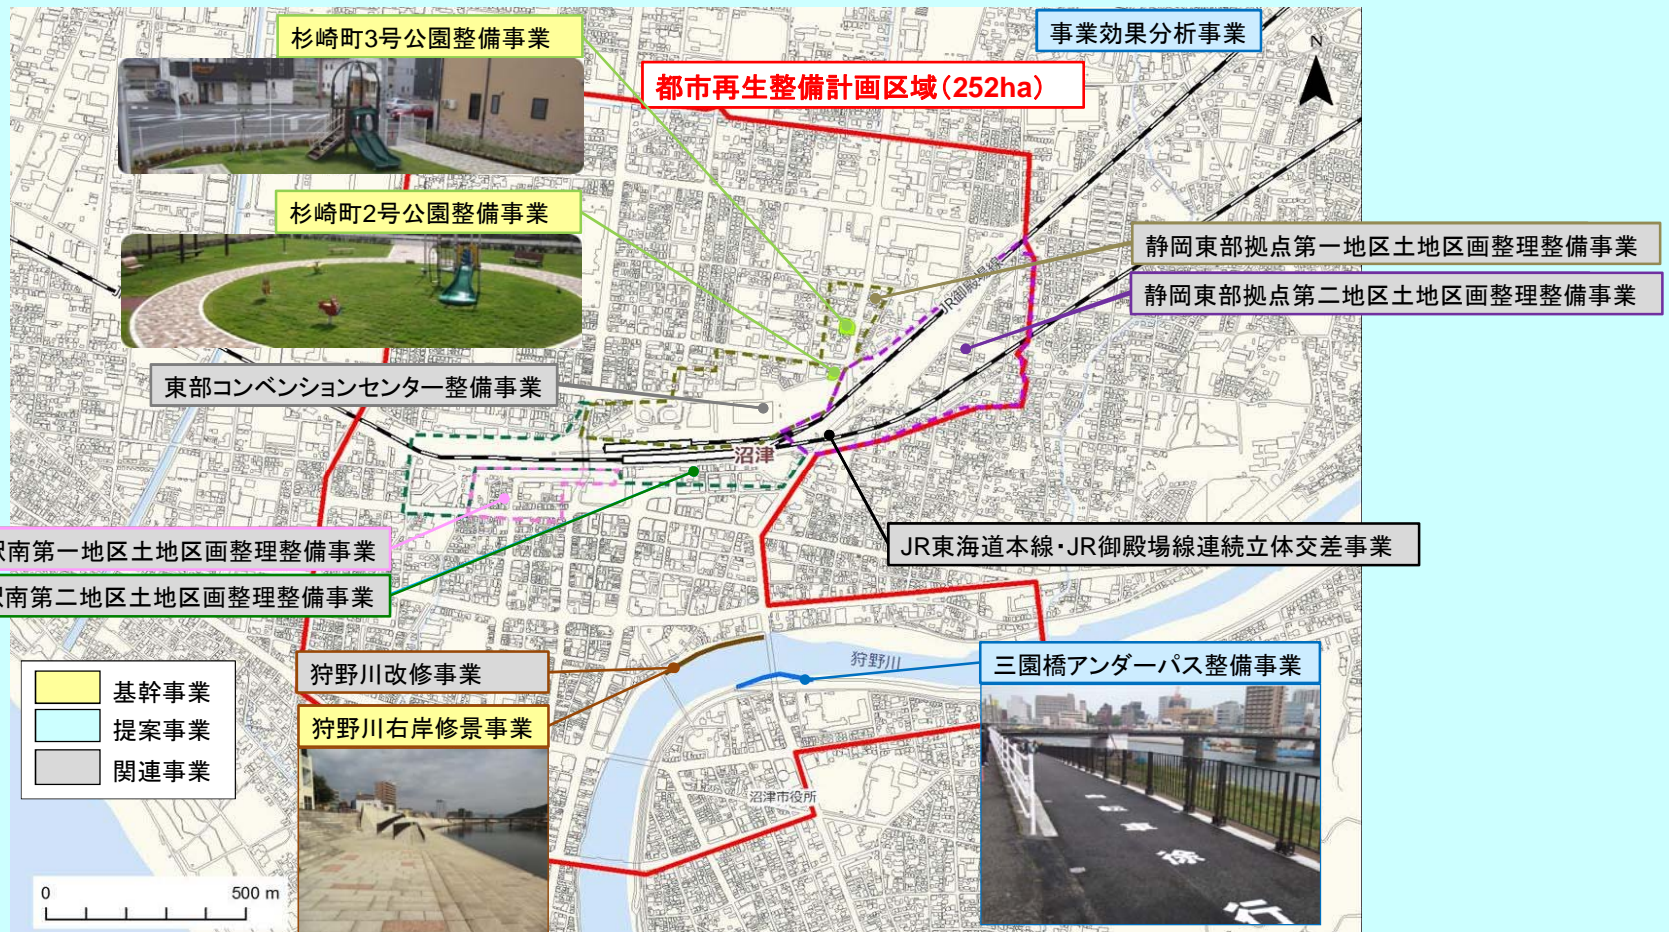 杉崎町3号公園整備事業
事業効果分析事業
N
都市再生整備計画区域(252ha)
杉崎町2号公園整備事業
静岡東部拠点第一地区土地区画整理整備事業
静岡東部拠点第二地区土地区画整理整備事業
JR御殿場線
東部コンベンションセンター整備事業
沼津
駅南第一地区土地区画整理整備事業
JR東海道本線・JR御殿場線連続立体交差事業
駅南第二地区土地区画整理整備事業
狩野川
狩野川改修事業
三園橋アンダーパス整備事業
狩野川右岸修景事業
基幹事業
提案事業
関連事業
沼津市役所
0 500 m
徐
行